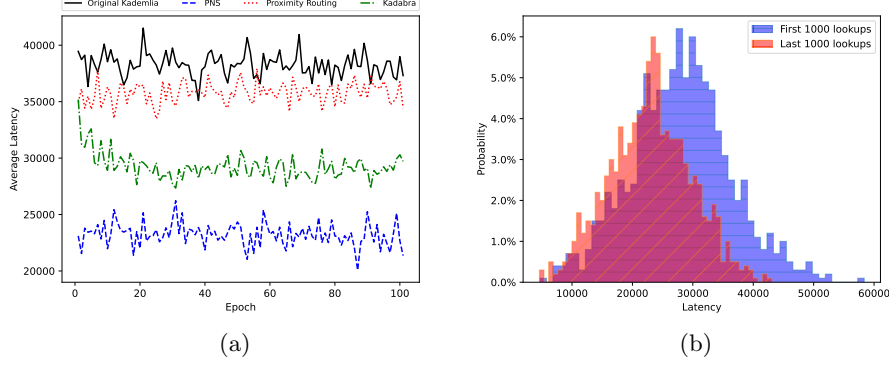 Original Kademlia PNS Proximity Routing Kadabra
Average Latency
40000
35000
30000
25000
20000
0 20 40 60 80 100
Epoch
(a)
First 1000 lookups
Last 1000 lookups
Probability
6.0%
5.0%
4.0%
3.0%
2.0%
1.0%
0.0%
10000 20000 30000 40000 50000 60000
Latency
(b)